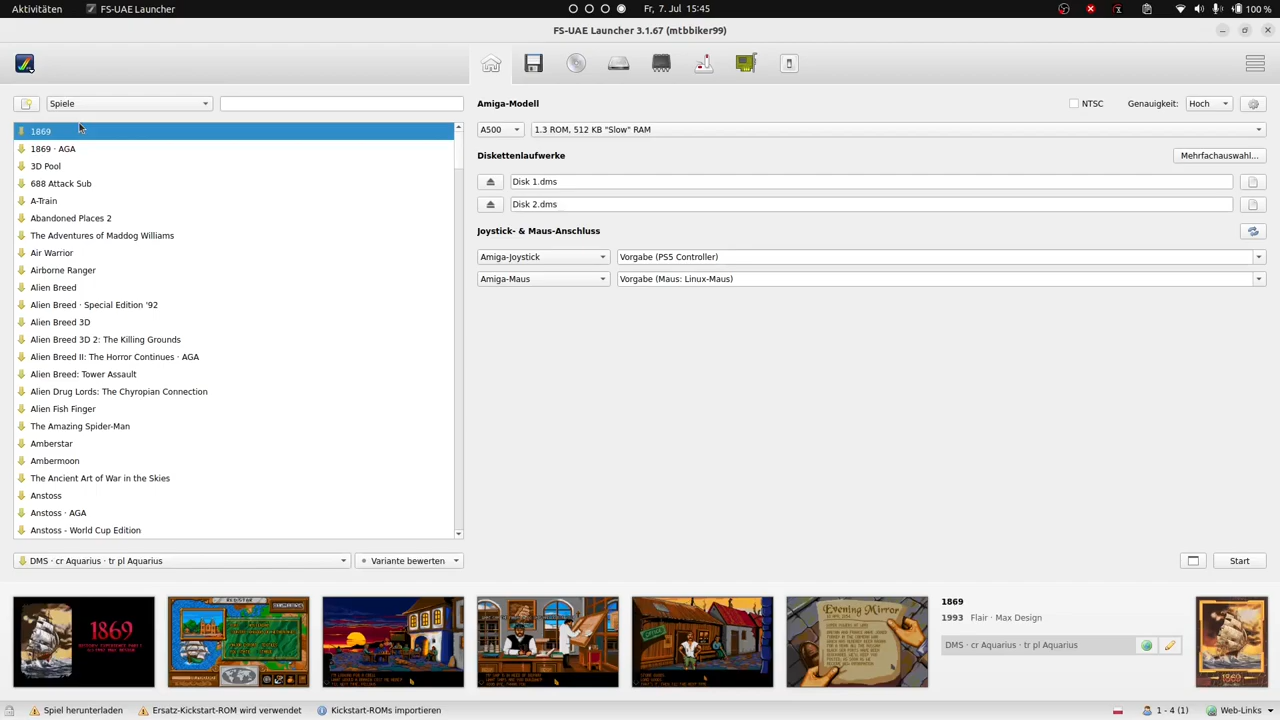 Aktivitäten FS-UAE Launcher Fr, 7. Jul 15:45 100 %
FS-UAE Launcher 3.1.67 (mtbbiker99)
Spiele
1869
1869 · AGA
3D Pool
688 Attack Sub
A-Train
Abandoned Places 2
The Adventures of Maddog Williams
Air Warrior
Airborne Ranger
Alien Breed
Alien Breed · Special Edition '92
Alien Breed 3D
Alien Breed 3D 2: The Killing Grounds
Alien Breed II: The Horror Continues · AGA
Alien Breed: Tower Assault
Alien Drug Lords: The Chyropian Connection
Alien Fish Finger
The Amazing Spider-Man
Amberstar
Ambermoon
The Ancient Art of War in the Skies
Anstoss
Anstoss · AGA
Anstoss - World Cup Edition
DMS · cr Aquarius · tr pl Aquarius Variante bewerten
Amiga-Modell NTSC Genauigkeit: Hoch
A500 1.3 ROM, 512 KB "Slow" RAM
Diskettenlaufwerke Mehrfachauswahl...
Disk 1.dms
Disk 2.dms
Joystick- & Maus-Anschluss
Amiga-Joystick Vorgabe (PS5 Controller)
Amiga-Maus Vorgabe (Maus: Linux-Maus)
Start
1869
Evening Mirror
1869
1993 Flair · Max Design
DMS · cr Aquarius · tr pl Aquarius
1869
Spiel herunterladen Ersatz-Kickstart-ROM wird verwendet Kickstart-ROMs importieren 1 - 4 (1) Web-Links